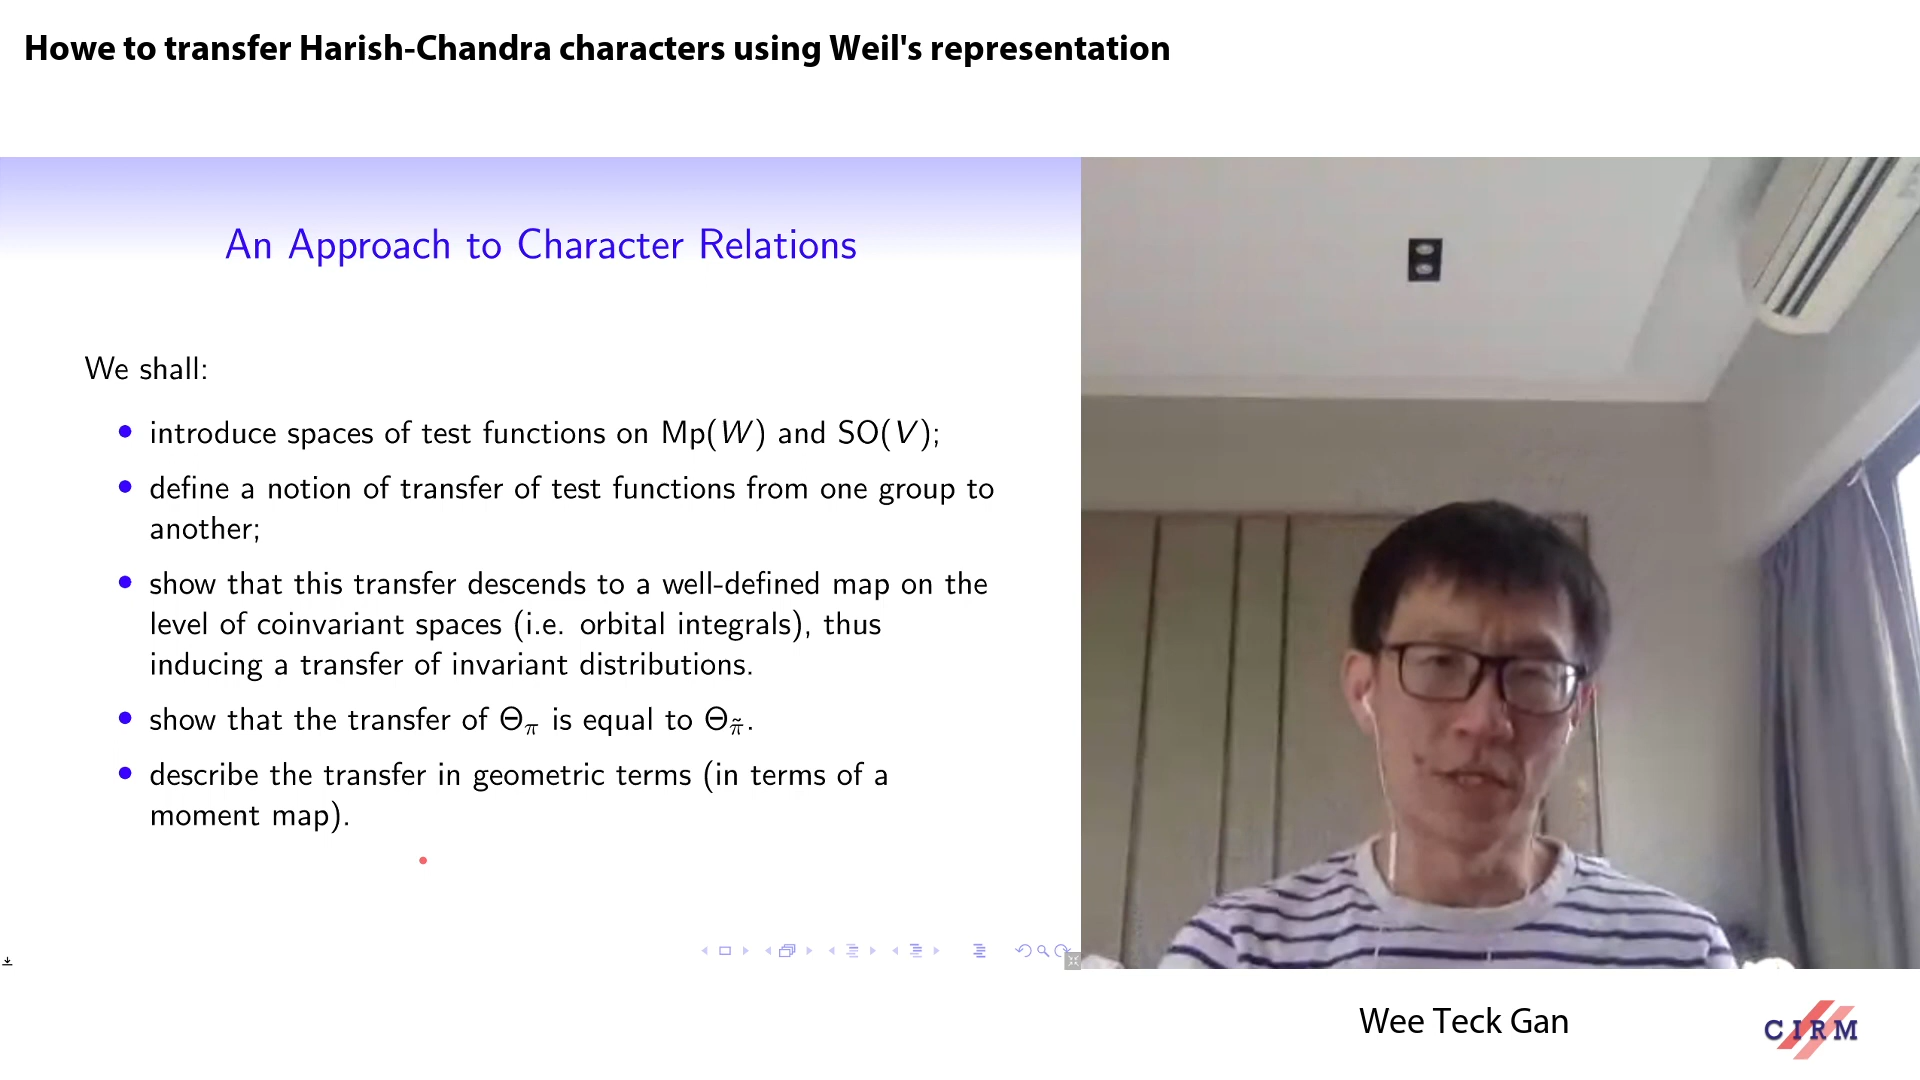 Howe to transfer Harish-Chandra characters using Weil's representation
An Approach to Character Relations
We shall:
• introduce spaces of test functions on Mp(W) and SO(V);
• define a notion of transfer of test functions from one group to
another;
• show that this transfer descends to a well-defined map on the
level of coinvariant spaces (i.e. orbital integrals), thus
inducing a transfer of invariant distributions.
• show that the transfer of Θ_π is equal to Θ_π̃.
• describe the transfer in geometric terms (in terms of a
moment map).
Wee Teck Gan
CIRM